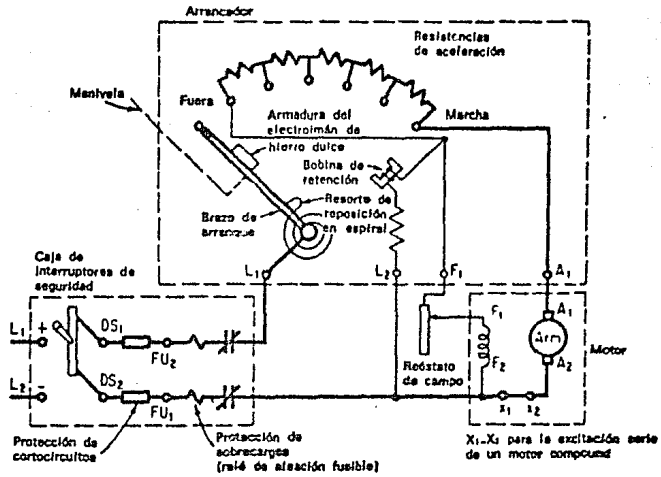 Arrancador
Resistencias
de aceleración
Manivela
Fuera
Marcha
Armadura del
electroimán de
hierro dulce
Bobina de
retención
Resorte de
reposición
en espiral
Brazo de
arranque
Caja de
interruptores de
seguridad
L1
L2
F1
A1
L1
+
DS1
FU2
F1
A1
Arm
Motor
F2
A2
Reóstato
de campo
L2
-
DS2
FU1
x1
x2
Protección de
cortocircuitos
Protección de
sobrecargas
(relé de aleación fusible)
X1-X2 para la excitación serie
de un motor compound